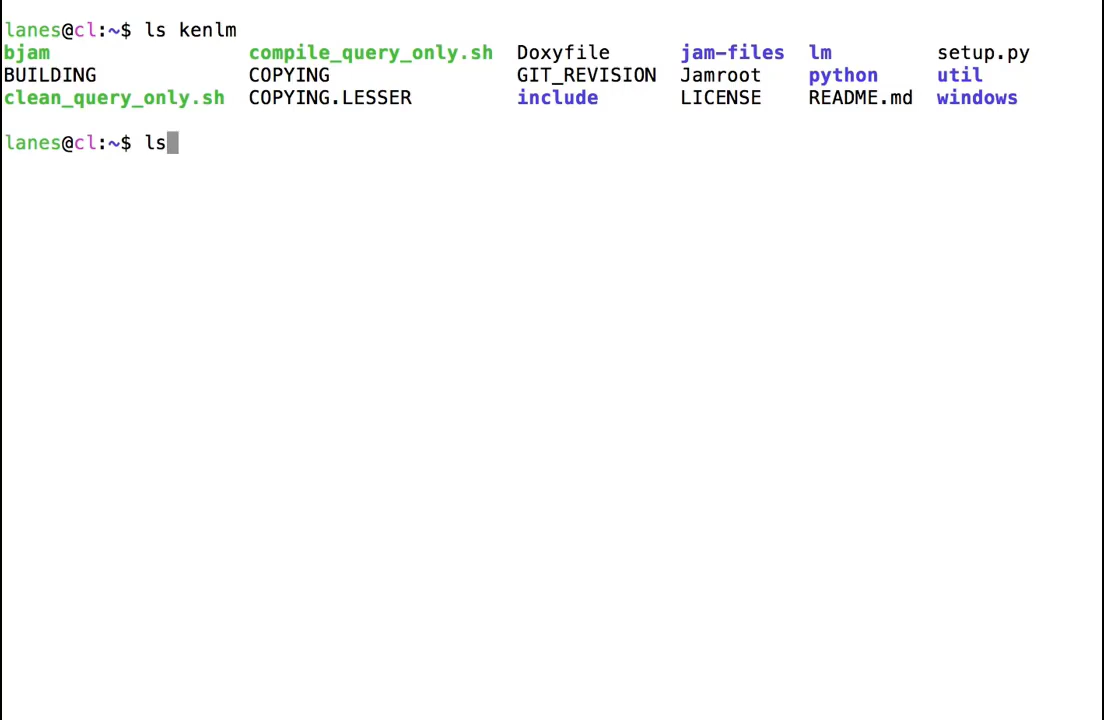 lanes@cl:~$ ls kenlm
bjam compile_query_only.sh Doxyfile jam-files lm setup.py
BUILDING COPYING GIT_REVISION Jamroot python util
clean_query_only.sh COPYING.LESSER include LICENSE README.md windows
lanes@cl:~$ ls